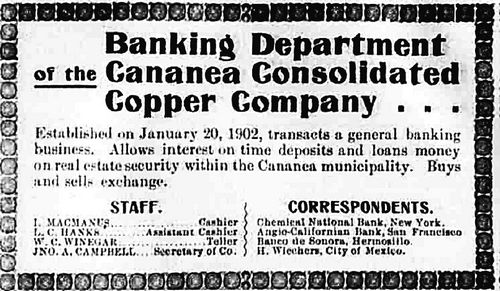 Banking Department
of the Cananea Consolidated
Copper Company . . .
Established on January 20, 1902, transacts a general banking
business. Allows interest on time deposits and loans money
on real estate security within the Cananea municipality. Buys
and sells exchange.
STAFF.
I. MACMANUS............ Cashier
L. C. HANKS........ Assistant Cashier
W. C. WINEGAR............ Teller
JNO. A. CAMPBELL.... Secretary of Co.
CORRESPONDENTS.
Chemical National Bank, New York.
Anglo-Californian Bank, San Francisco
Banco de Sonora, Hermosillo.
H. Wiechers, City of Mexico.